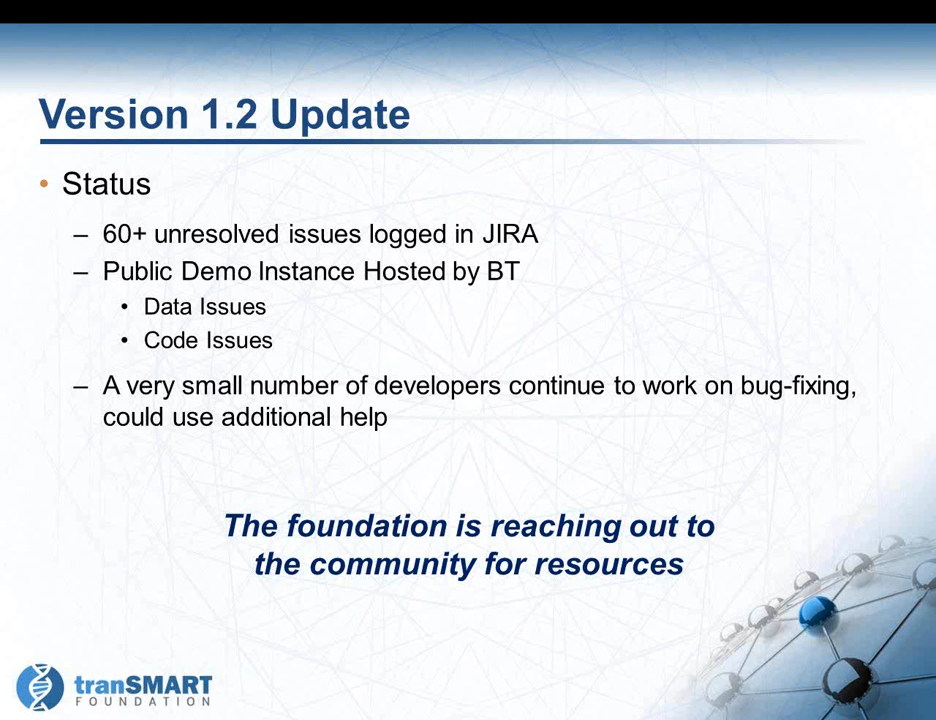 Version 1.2 Update
• Status
– 60+ unresolved issues logged in JIRA
– Public Demo Instance Hosted by BT
• Data Issues
• Code Issues
– A very small number of developers continue to work on bug-fixing,
could use additional help
The foundation is reaching out to
the community for resources
tranSMART
FOUNDATION